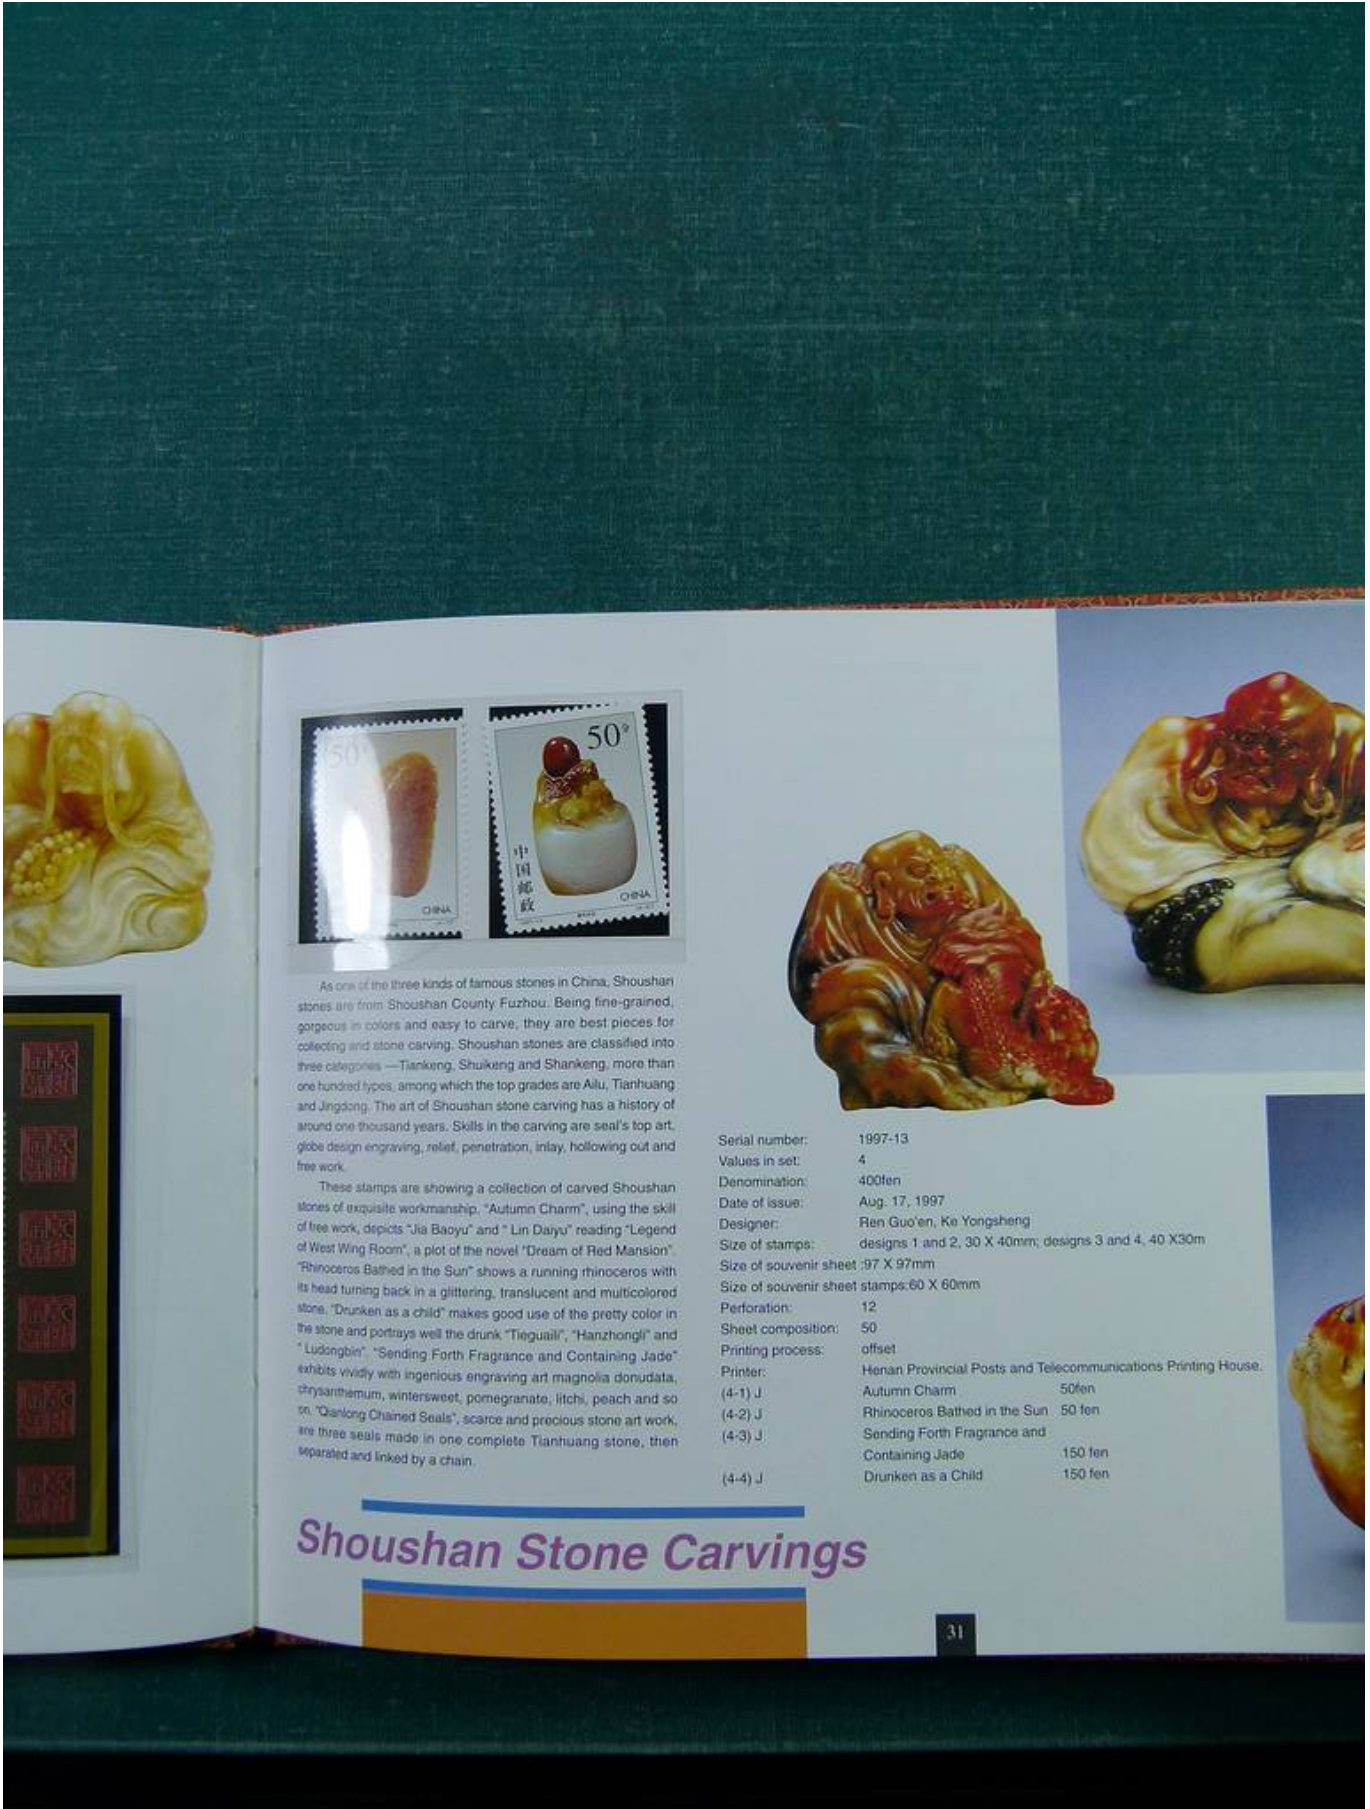 50分
CHINA
50分
中
国
邮
政
CHINA
As one of the three kinds of famous stones in China, Shoushan
stones are from Shoushan County Fuzhou. Being fine-grained,
gorgeous in colors and easy to carve, they are best pieces for
collecting and stone carving. Shoushan stones are classified into
three categories —Tiankeng, Shuikeng and Shankeng, more than
one hundred types, among which the top grades are Ailu, Tianhuang
and Jingdong. The art of Shoushan stone carving has a history of
around one thousand years. Skills in the carving are seal's top art,
globe design engraving, relief, penetration, inlay, hollowing out and
free work.
These stamps are showing a collection of carved Shoushan
stones of exquisite workmanship. "Autumn Charm", using the skill
of free work, depicts "Jia Baoyu" and " Lin Daiyu" reading "Legend
of West Wing Room", a plot of the novel "Dream of Red Mansion".
"Rhinoceros Bathed in the Sun" shows a running rhinoceros with
its head turning back in a glittering, translucent and multicolored
stone. "Drunken as a child" makes good use of the pretty color in
the stone and portrays well the drunk "Tieguaili", "Hanzhongli" and
" Ludongbin". "Sending Forth Fragrance and Containing Jade"
exhibits vividly with ingenious engraving art magnolia donudata,
chrysanthemum, wintersweet, pomegranate, litchi, peach and so
on. "Qianlong Chained Seals", scarce and precious stone art work,
are three seals made in one complete Tianhuang stone, then
separated and linked by a chain.
Serial number: 1997-13
Values in set: 4
Denomination: 400fen
Date of issue: Aug. 17, 1997
Designer: Ren Guo'en, Ke Yongsheng
Size of stamps: designs 1 and 2, 30 X 40mm; designs 3 and 4, 40 X30m
Size of souvenir sheet :97 X 97mm
Size of souvenir sheet stamps:60 X 60mm
Perforation: 12
Sheet composition: 50
Printing process: offset
Printer: Henan Provincial Posts and Telecommunications Printing House.
(4-1) J Autumn Charm 50fen
(4-2) J Rhinoceros Bathed in the Sun 50 fen
(4-3) J Sending Forth Fragrance and
Containing Jade 150 fen
(4-4) J Drunken as a Child 150 fen
Shoushan Stone Carvings
31